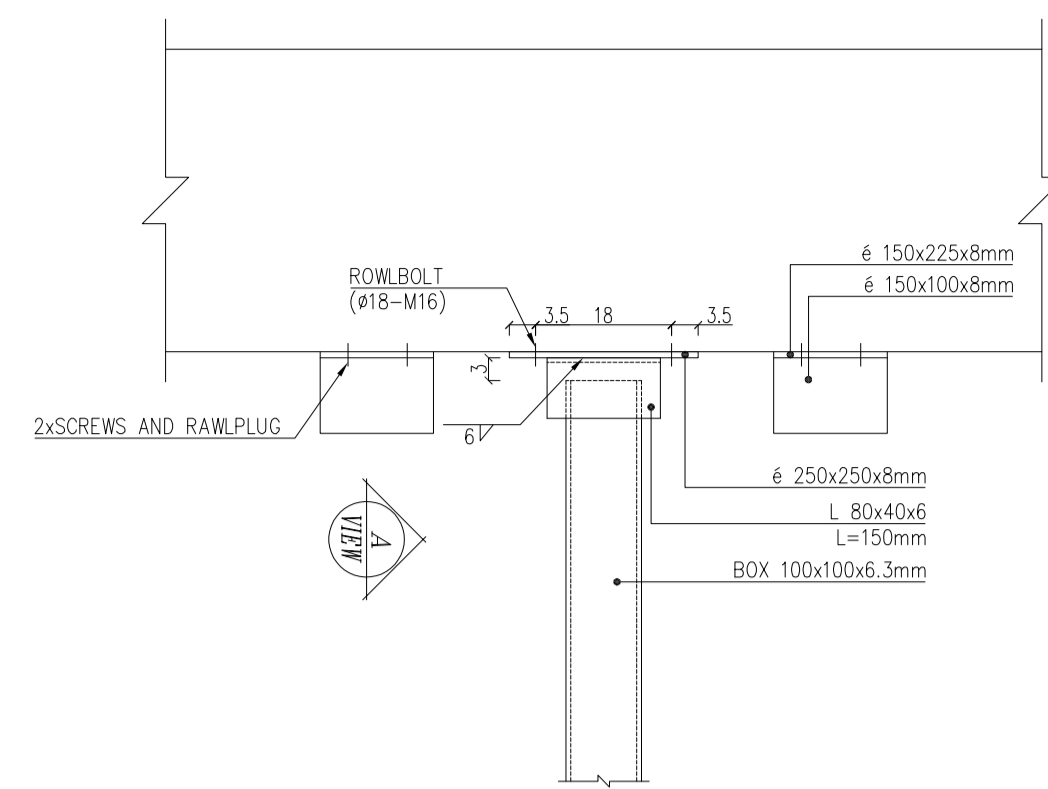 é 150x225x8mm
ROWLBOLT
é 150x100x8mm
(ø18-M16)
3.5 18 3.5
3
2xSCREWS AND RAWLPLUG
6
é 250x250x8mm
L 80x40x6
A
VIEW
L=150mm
BOX 100x100x6.3mm